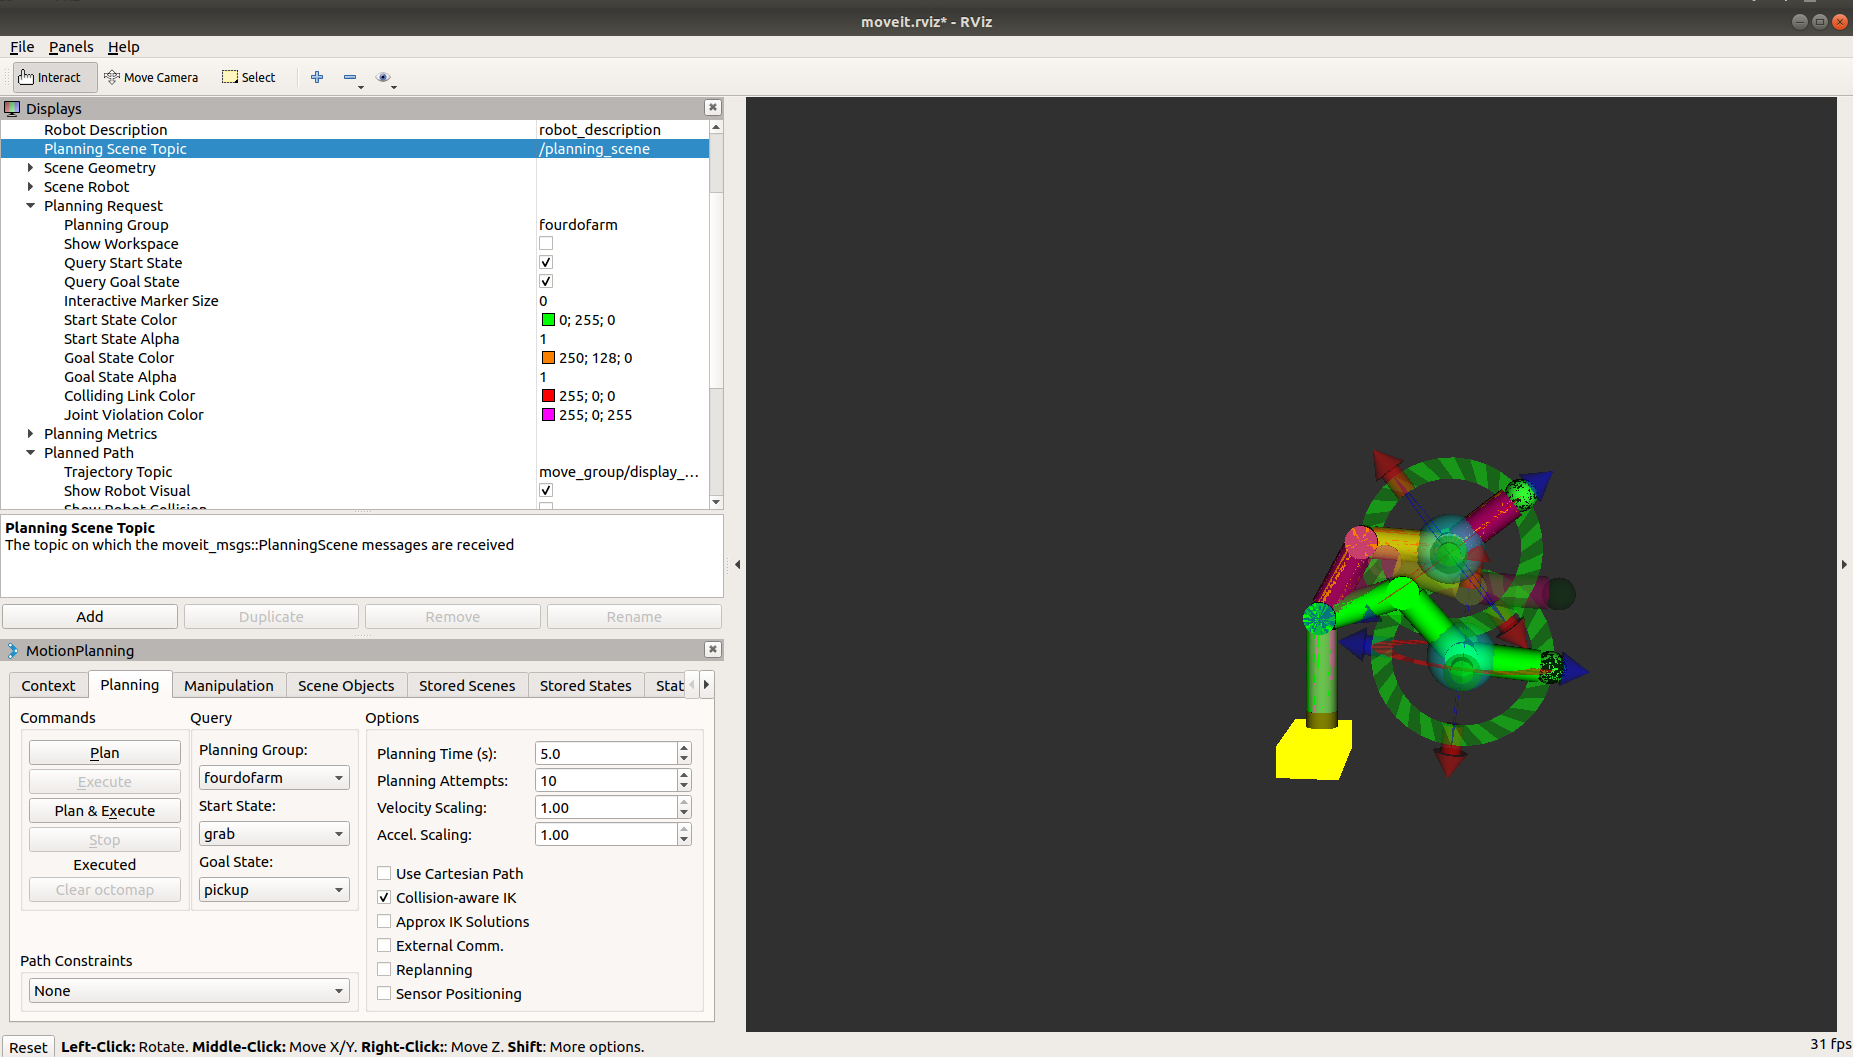 moveit.rviz* - RViz
File Panels Help
Interact Move Camera Select
Displays
Robot Description robot_description
Planning Scene Topic /planning_scene
Scene Geometry
Scene Robot
Planning Request
Planning Group fourdofarm
Show Workspace
Query Start State
Query Goal State
Interactive Marker Size 0
Start State Color 0; 255; 0
Start State Alpha 1
Goal State Color 250; 128; 0
Goal State Alpha 1
Colliding Link Color 255; 0; 0
Joint Violation Color 255; 0; 255
Planning Metrics
Planned Path
Trajectory Topic move_group/display_...
Show Robot Visual
Show Robot Collision
Planning Scene Topic
The topic on which the moveit_msgs::PlanningScene messages are received
Add Duplicate Remove Rename
MotionPlanning
Context Planning Manipulation Scene Objects Stored Scenes Stored States Stat
Commands Query Options
Plan
Execute
Plan & Execute
Stop
Executed
Clear octomap
Planning Group:
fourdofarm
Start State:
grab
Goal State:
pickup
Path Constraints
None
Planning Time (s): 5.0
Planning Attempts: 10
Velocity Scaling: 1.00
Accel. Scaling: 1.00
Use Cartesian Path
Collision-aware IK
Approx IK Solutions
External Comm.
Replanning
Sensor Positioning
Reset Left-Click: Rotate. Middle-Click: Move X/Y. Right-Click:: Move Z. Shift: More options. 31 fps